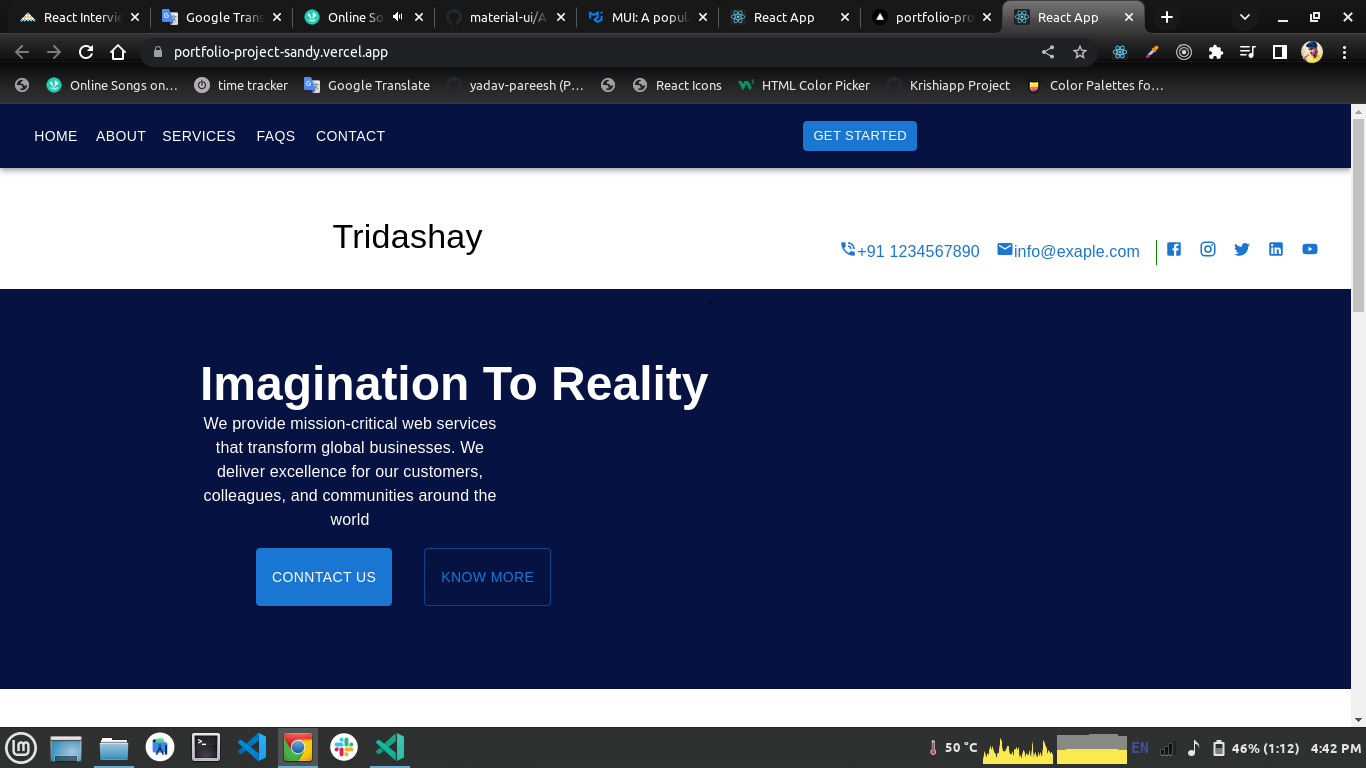 React Intervie
Google Trans
Online So
material-ui/A
MUI: A popul
React App
portfolio-pro
React App
portfolio-project-sandy.vercel.app
Online Songs on…
time tracker
Google Translate
yadav-pareesh (P…
React Icons
HTML Color Picker
Krishiapp Project
Color Palettes fo…
HOME ABOUT SERVICES FAQS CONTACT GET STARTED
Tridashay
+91 1234567890 info@exaple.com
Imagination To Reality
We provide mission-critical web services
that transform global businesses. We
deliver excellence for our customers,
colleagues, and communities around the
world
CONNTACT US KNOW MORE
50 °C EN 46% (1:12) 4:42 PM